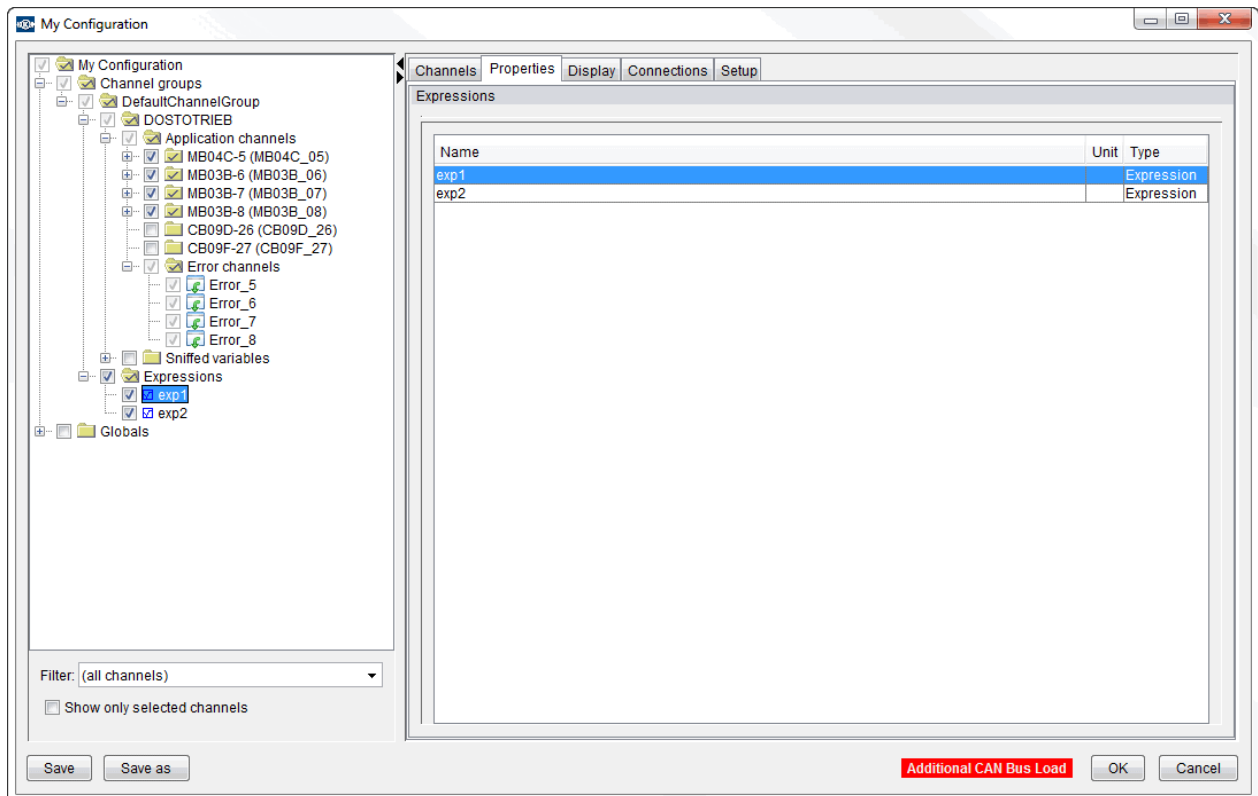 My Configuration
My Configuration
Channel groups
DefaultChannelGroup
DOSTOTRIEB
Application channels
MB04C-5 (MB04C_05)
MB03B-6 (MB03B_06)
MB03B-7 (MB03B_07)
MB03B-8 (MB03B_08)
CB09D-26 (CB09D_26)
CB09F-27 (CB09F_27)
Error channels
Error_5
Error_6
Error_7
Error_8
Sniffed variables
Expressions
exp1
exp2
Globals
Filter: (all channels)
Show only selected channels
Channels Properties Display Connections Setup
Expressions
Name Unit Type
exp1 Expression
exp2 Expression
Save Save as Additional CAN Bus Load OK Cancel